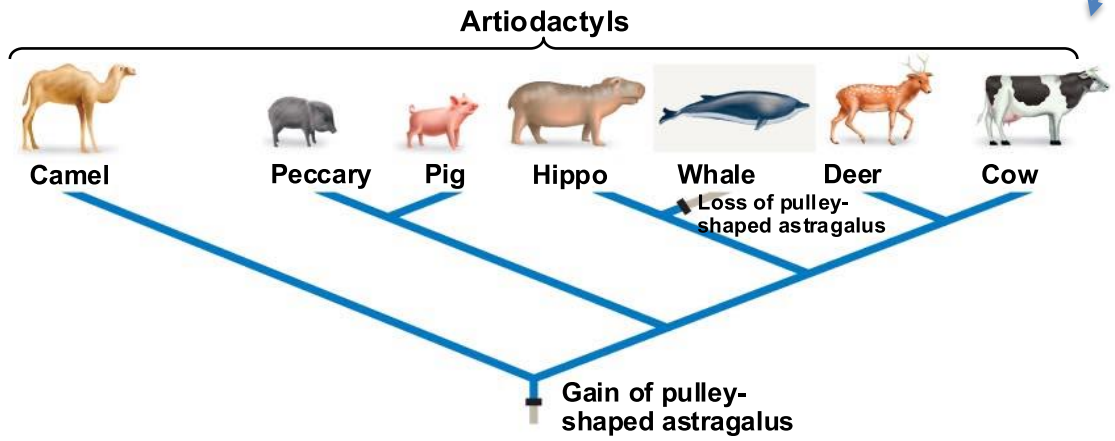 Artiodactyls
Camel
Peccary
Pig
Hippo
Whale
Deer
Cow
Loss of pulley-
shaped astragalus
Gain of pulley-
shaped astragalus